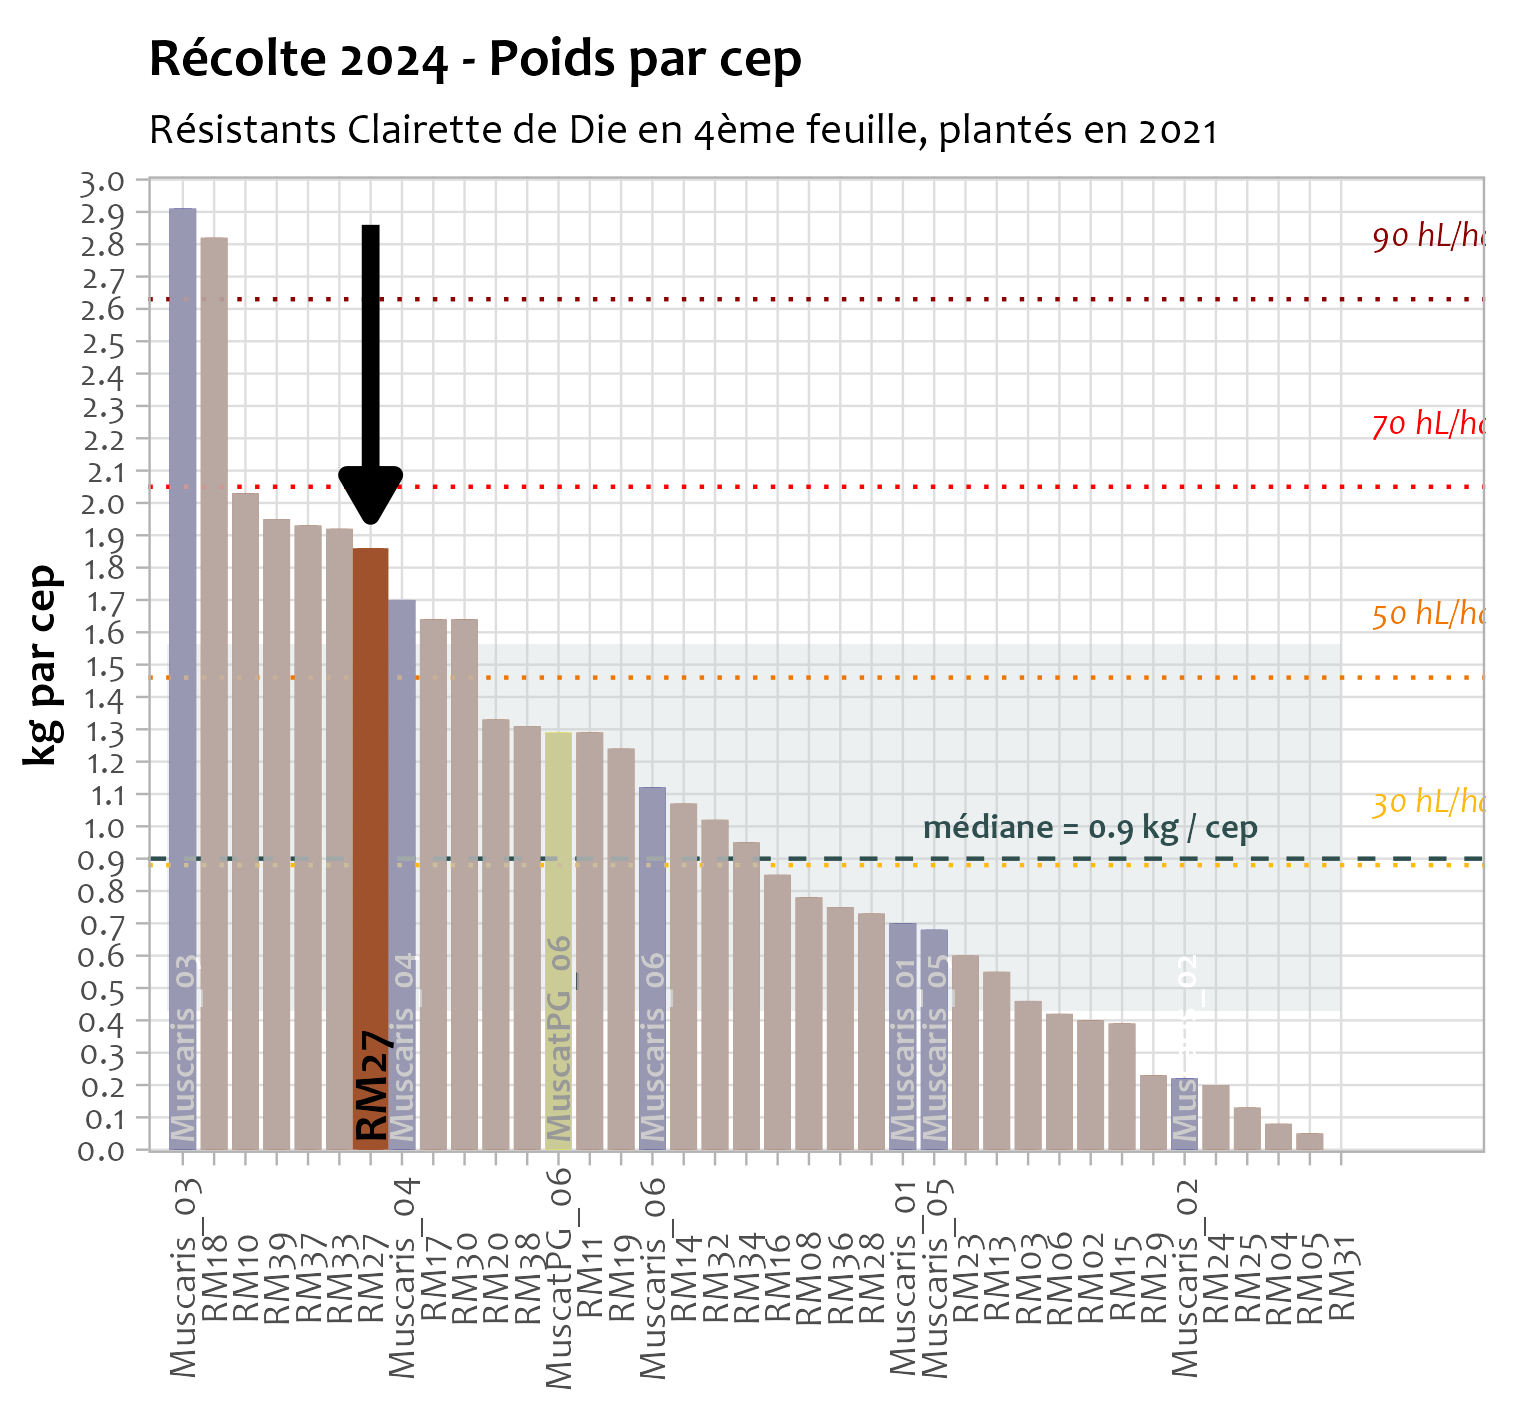 Récolte 2024 - Poids par cep
Résistants Clairette de Die en 4ème feuille, plantés en 2021
kg par cep
3.0
2.9
2.8
2.7
2.6
2.5
2.4
2.3
2.2
2.1
2.0
1.9
1.8
1.7
1.6
1.5
1.4
1.3
1.2
1.1
1.0
0.9
0.8
0.7
0.6
0.5
0.4
0.3
0.2
0.1
0.0
90 hL/ha
70 hL/ha
50 hL/ha
30 hL/ha
médiane = 0.9 kg / cep
Muscaris_03
RM27
Muscaris_04
MuscatPG_06
Muscaris_06
Muscaris_01
Muscaris_05
Muscaris_02
Muscaris_03
RM18
RM10
RM39
RM37
RM33
RM27
Muscaris_04
RM17
RM30
RM20
RM38
MuscatPG_06
RM11
RM19
Muscaris_06
RM14
RM32
RM34
RM16
RM08
RM36
RM28
Muscaris_01
Muscaris_05
RM23
RM13
RM03
RM06
RM02
RM15
RM29
Muscaris_02
RM24
RM25
RM04
RM05
RM31